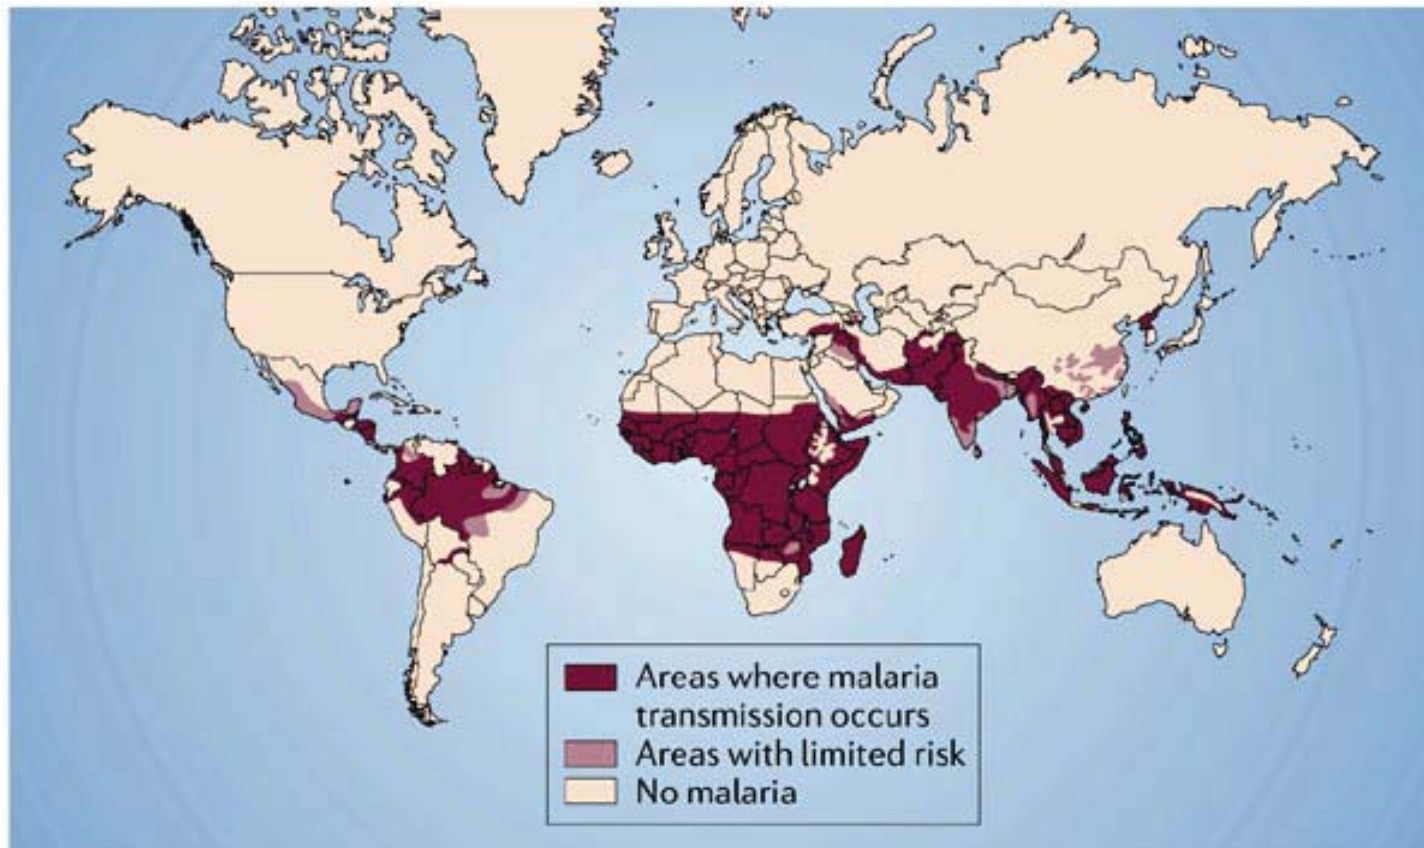 Areas where malaria
transmission occurs
Areas with limited risk
No malaria